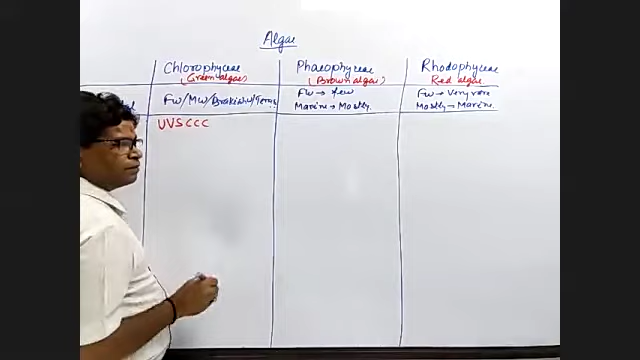 Algae
Chlorophyceae Phaeophyceae Rhodophyceae
(Green algae) (Brown algae) Red algae
FW/MW/Brakish/Terres FW → few FW → Very rare
Marine → Mostly Mostly → Marine
UVSCCC